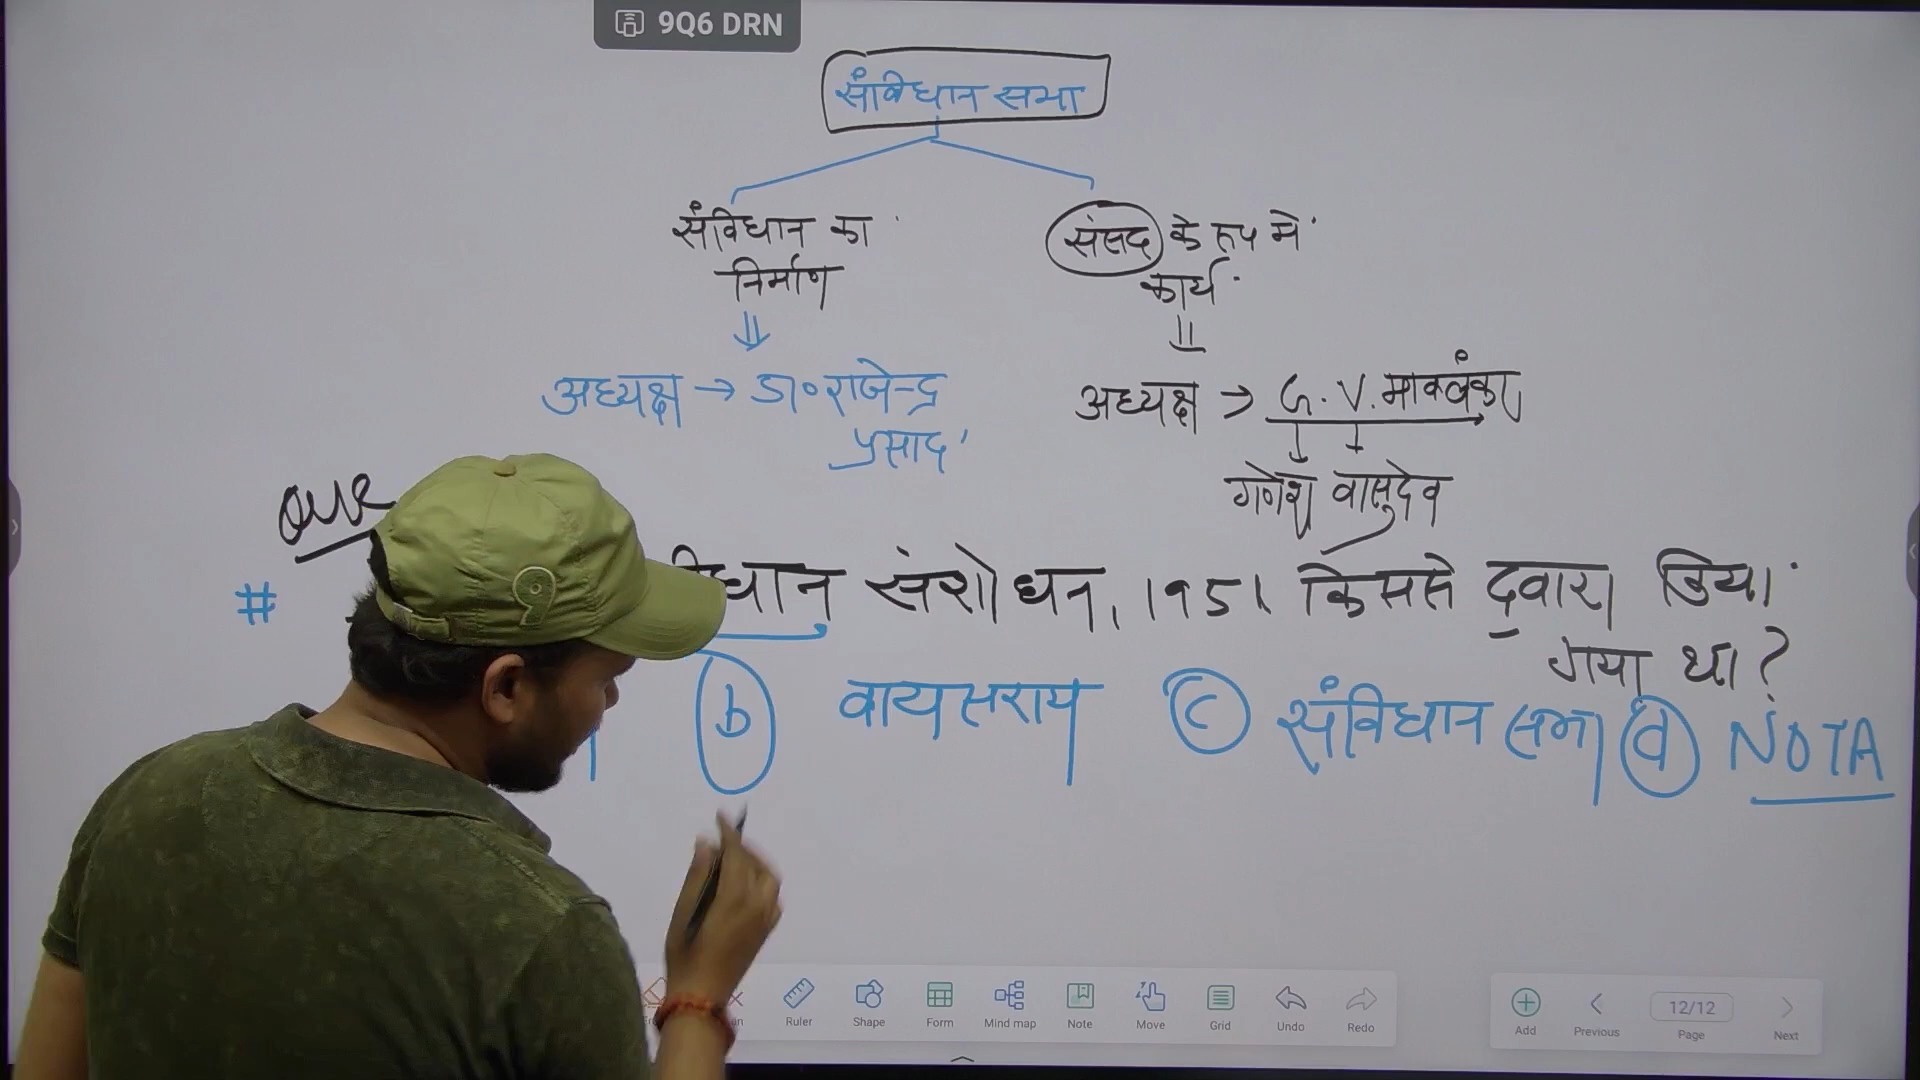 9Q6 DRN
संविधान सभा
संविधान का
निर्माण
संसद के रूप में
कार्य
अध्यक्ष → डा॰ राजेन्द्र
प्रसाद
अध्यक्ष → G. V. मावलंकर
गणेश वासुदेव
Que
# संशोधन, 1951 किसके द्वारा किया
गया था?
b वायसराय c संविधान सभा d NOTA
Ruler Shape Form Mind map Note Move Grid Undo Redo
Add Previous 12/12 Page Next